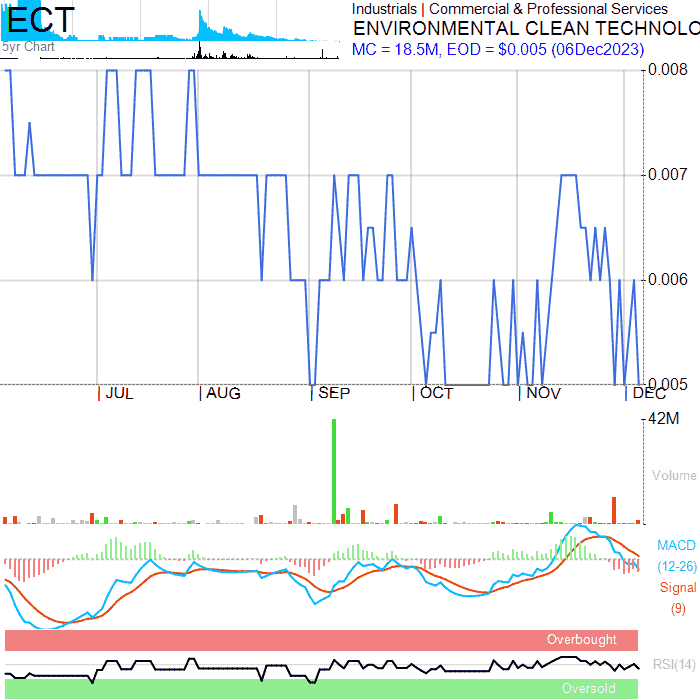 ECT
5yr Chart
Industrials | Commercial & Professional Services
ENVIRONMENTAL CLEAN TECHNOLO
MC = 18.5M, EOD = $0.005 (06Dec2023)
0.008
0.007
0.006
0.005
JUL AUG SEP OCT NOV DEC
42M
Volume
MACD
(12-26)
Signal
(9)
Overbought
RSI(14)
Oversold